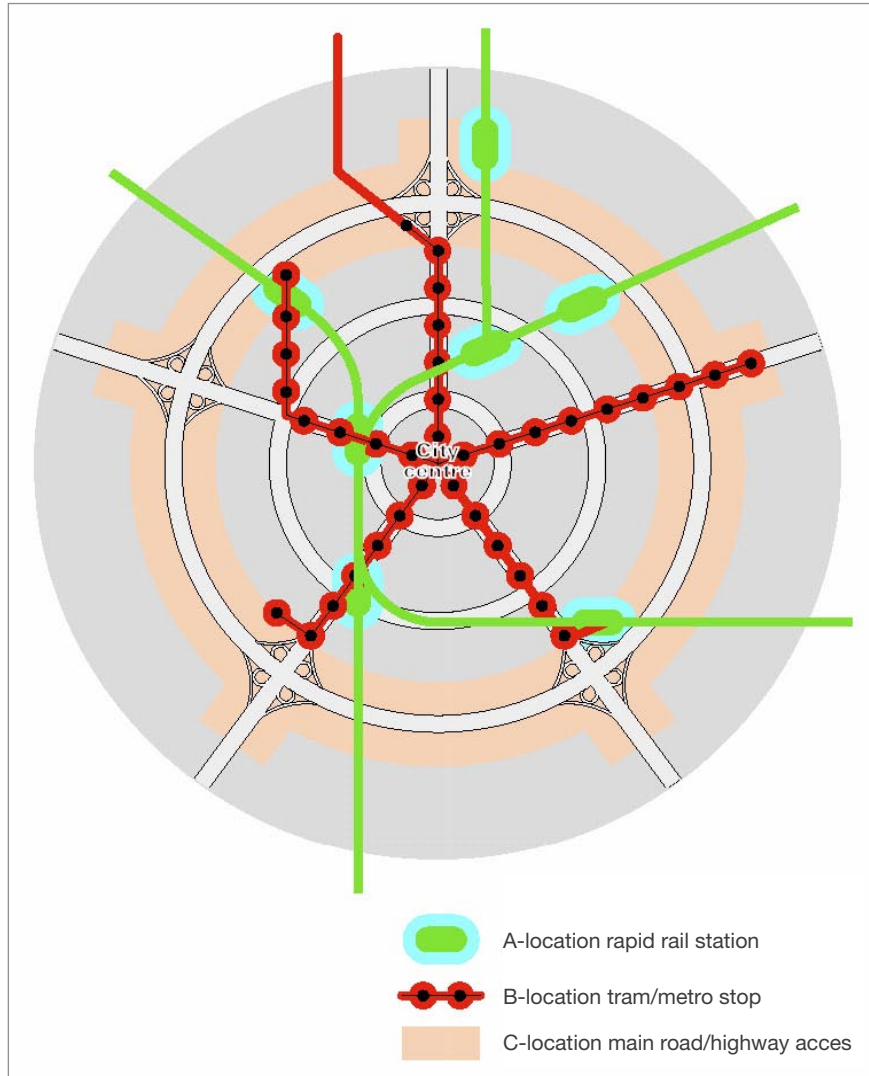 City
centre
A-location rapid rail station
B-location tram/metro stop
C-location main road/highway acces